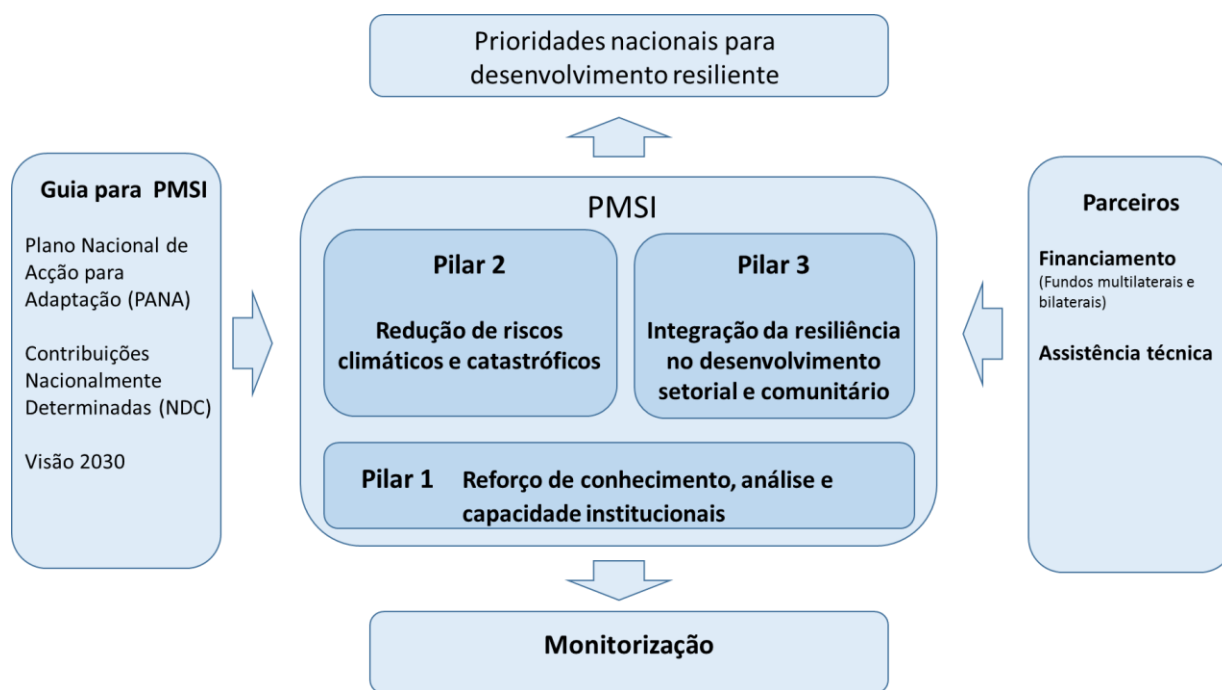 Prioridades nacionais para
desenvolvimento resiliente
Guia para PMSI
Plano Nacional de
Acção para
Adaptação (PANA)
Contribuições
Nacionalmente
Determinadas (NDC)
Visão 2030
PMSI
Pilar 2
Redução de riscos
climáticos e catastróficos
Pilar 3
Integração da resiliência
no desenvolvimento
setorial e comunitário
Pilar 1 Reforço de conhecimento, análise e
capacidade institucionais
Parceiros
Financiamento
(Fundos multilaterais e
bilaterais)
Assistência técnica
Monitorização